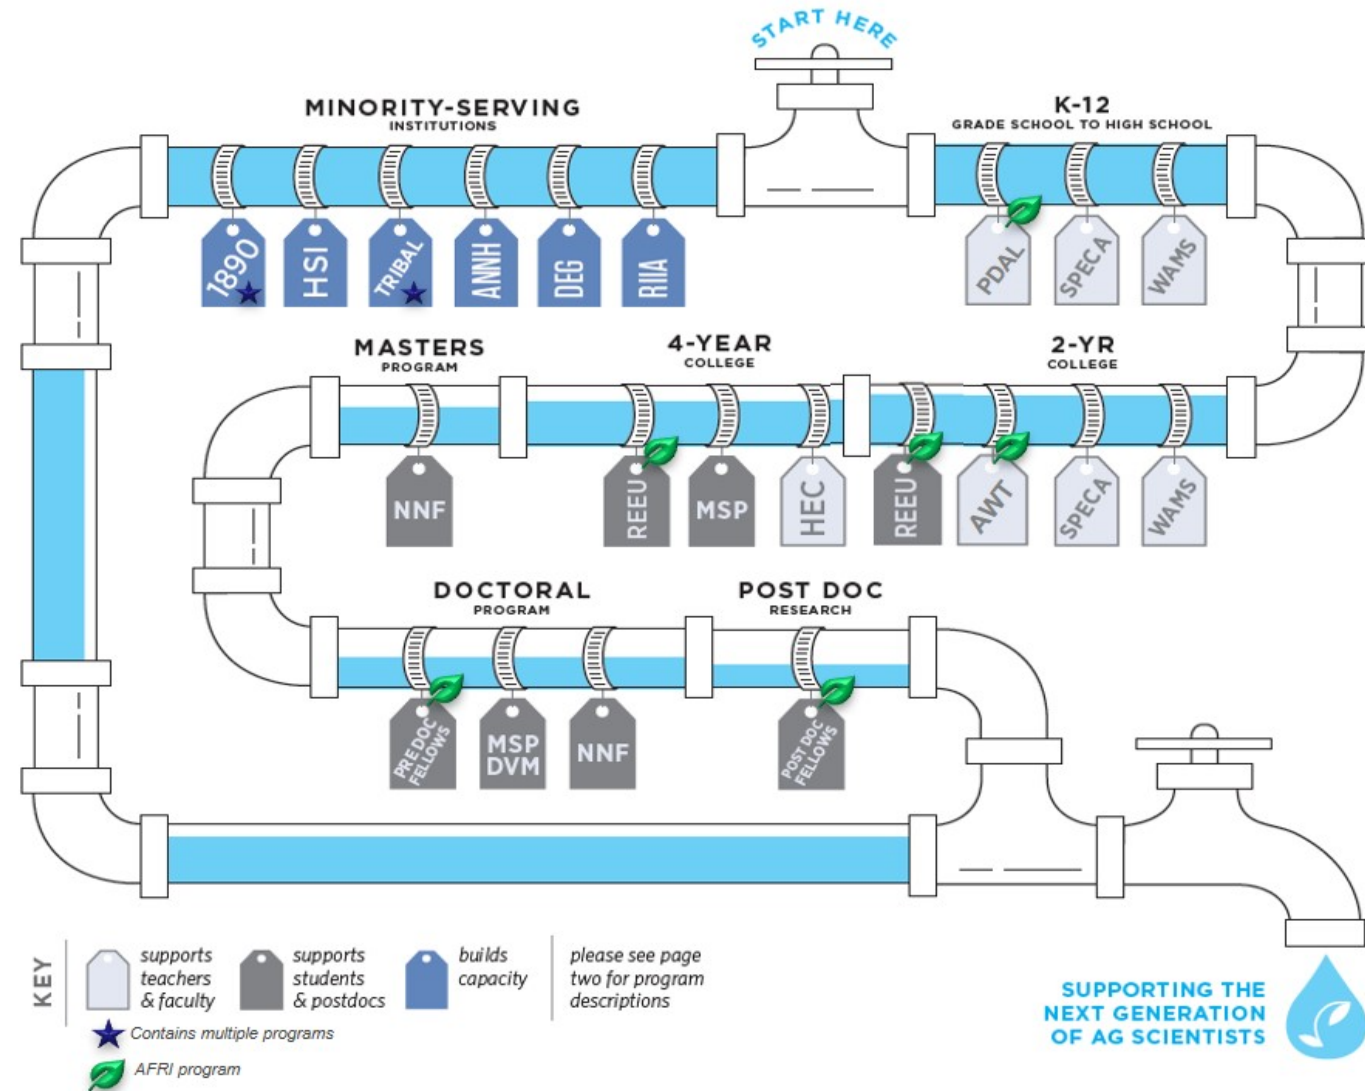 START HERE
MINORITY-SERVING
INSTITUTIONS
K-12
GRADE SCHOOL TO HIGH SCHOOL
1890
HSI
TRIBAL
ANNH
DEG
RIIA
PDAL
SPECA
WAMS
MASTERS
PROGRAM
4-YEAR
COLLEGE
2-YR
COLLEGE
NNF
REEU
MSP
HEC
REEU
AWT
SPECA
WAMS
DOCTORAL
PROGRAM
POST DOC
RESEARCH
PRE DOC
FELLOWS
MSP
DVM
NNF
POST DOC
FELLOWS
KEY
supports
teachers
& faculty
supports
students
& postdocs
builds
capacity
please see page
two for program
descriptions
Contains multiple programs
AFRI program
SUPPORTING THE
NEXT GENERATION
OF AG SCIENTISTS